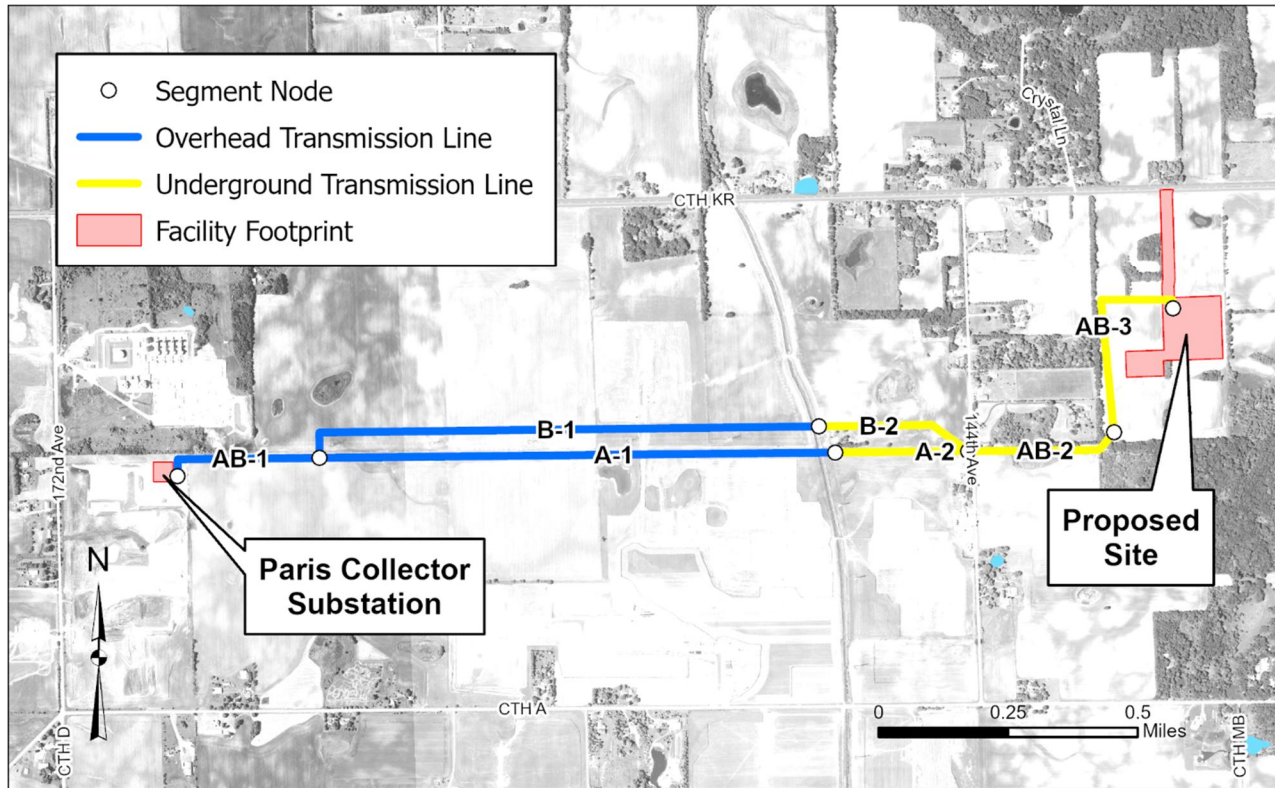 Segment Node
Overhead Transmission Line
Underground Transmission Line
Facility Footprint
Crystal Ln
CTH KR
AB-3
172nd Ave
144th Ave
B-1
B-2
AB-1
A-1
A-2
AB-2
Paris Collector
Substation
Proposed
Site
N
CTH A
0
0.25
0.5
Miles
CTH D
CTH MB